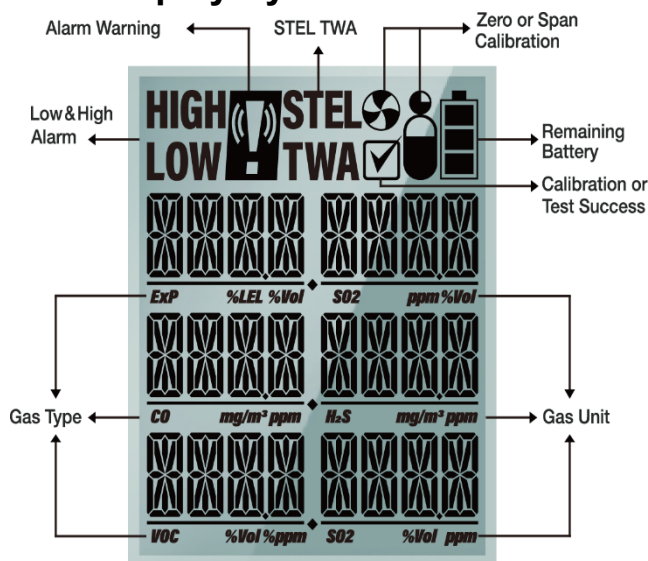 Alarm Warning
STEL TWA
Zero or Span
Calibration
Low&High
Alarm
HIGH
STEL
LOW
TWA
Remaining
Battery
Calibration or
Test Success
ExP %LEL %Vol
SO2 ppm %Vol
Gas Type
CO mg/m³ ppm
H₂S mg/m³ ppm
Gas Unit
VOC %Vol %ppm
SO2 %Vol ppm